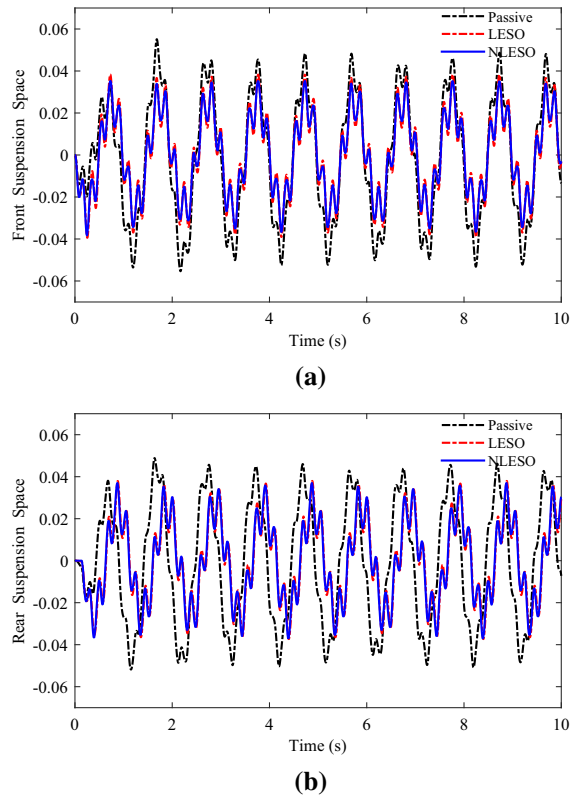 Passive
LESO
NLESO
0.06
0.04
0.02
0
-0.02
-0.04
-0.06
Front Suspension Space
0
2
4
6
8
10
Time (s)
(a)
Passive
LESO
NLESO
0.06
0.04
0.02
0
-0.02
-0.04
-0.06
Rear Suspension Space
0
2
4
6
8
10
Time (s)
(b)